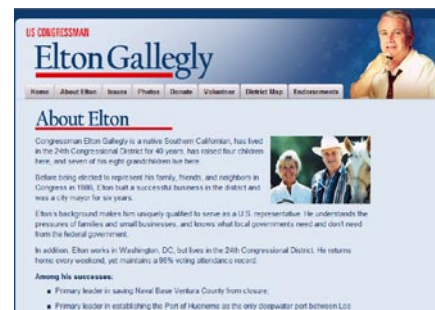 US CONGRESSMAN
Elton Gallegly
Home About Elton Issues Photos Donate Volunteer District Map Endorsements
About Elton
Congressman Elton Gallegly is a native Southern Californian, has lived
in the 24th Congressional District for 40 years, has raised four children
here, and seven of his eight grandchildren live here.
Before being elected to represent his family, friends, and neighbors in
Congress in 1986, Elton built a successful business in the district and
was a city mayor for six years.
Elton's background makes him uniquely qualified to serve as a U.S. representative. He understands the
pressures of families and small businesses, and knows what local governments need and don't need
from the federal government.
In addition, Elton works in Washington, DC, but lives in the 24th Congressional District. He returns
home every weekend, yet maintains a 98% voting attendance record.
Among his successes:
Primary leader in saving Naval Base Ventura County from closure;
Primary leader in establishing the Port of Hueneme as the only deepwater port between Los